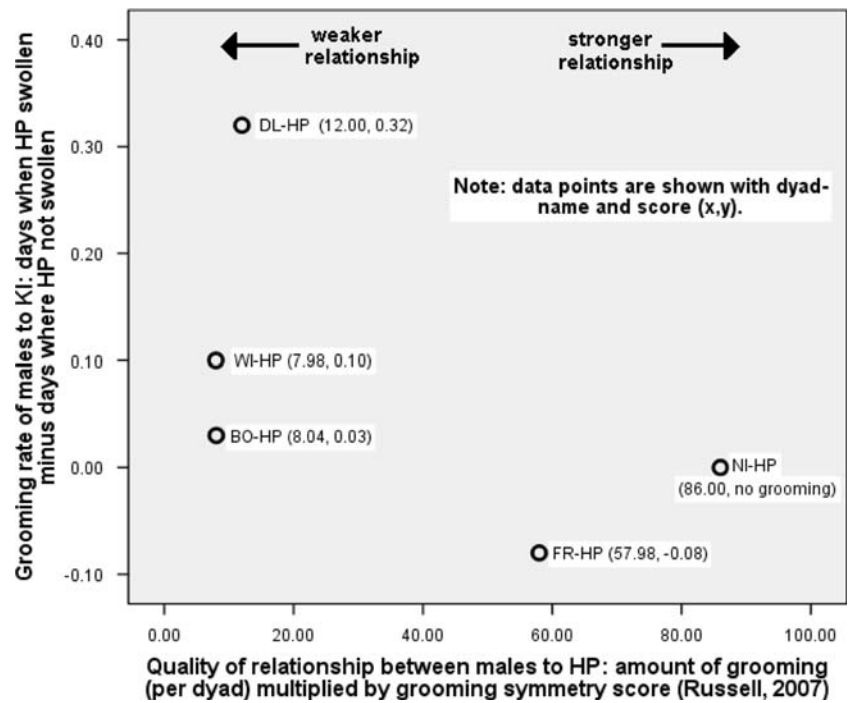 Grooming rate of males to KI: days when HP swollen
minus days where HP not swollen
0.40
0.30
0.20
0.10
0.00
-0.10
weaker
relationship
stronger
relationship
DL-HP (12.00, 0.32)
Note: data points are shown with dyad-
name and score (x,y).
WI-HP (7.98, 0.10)
BO-HP (8.04, 0.03)
NI-HP
(86.00, no grooming)
FR-HP (57.98, -0.08)
0.00 20.00 40.00 60.00 80.00 100.00
Quality of relationship between males to HP: amount of grooming
(per dyad) multiplied by grooming symmetry score (Russell, 2007)